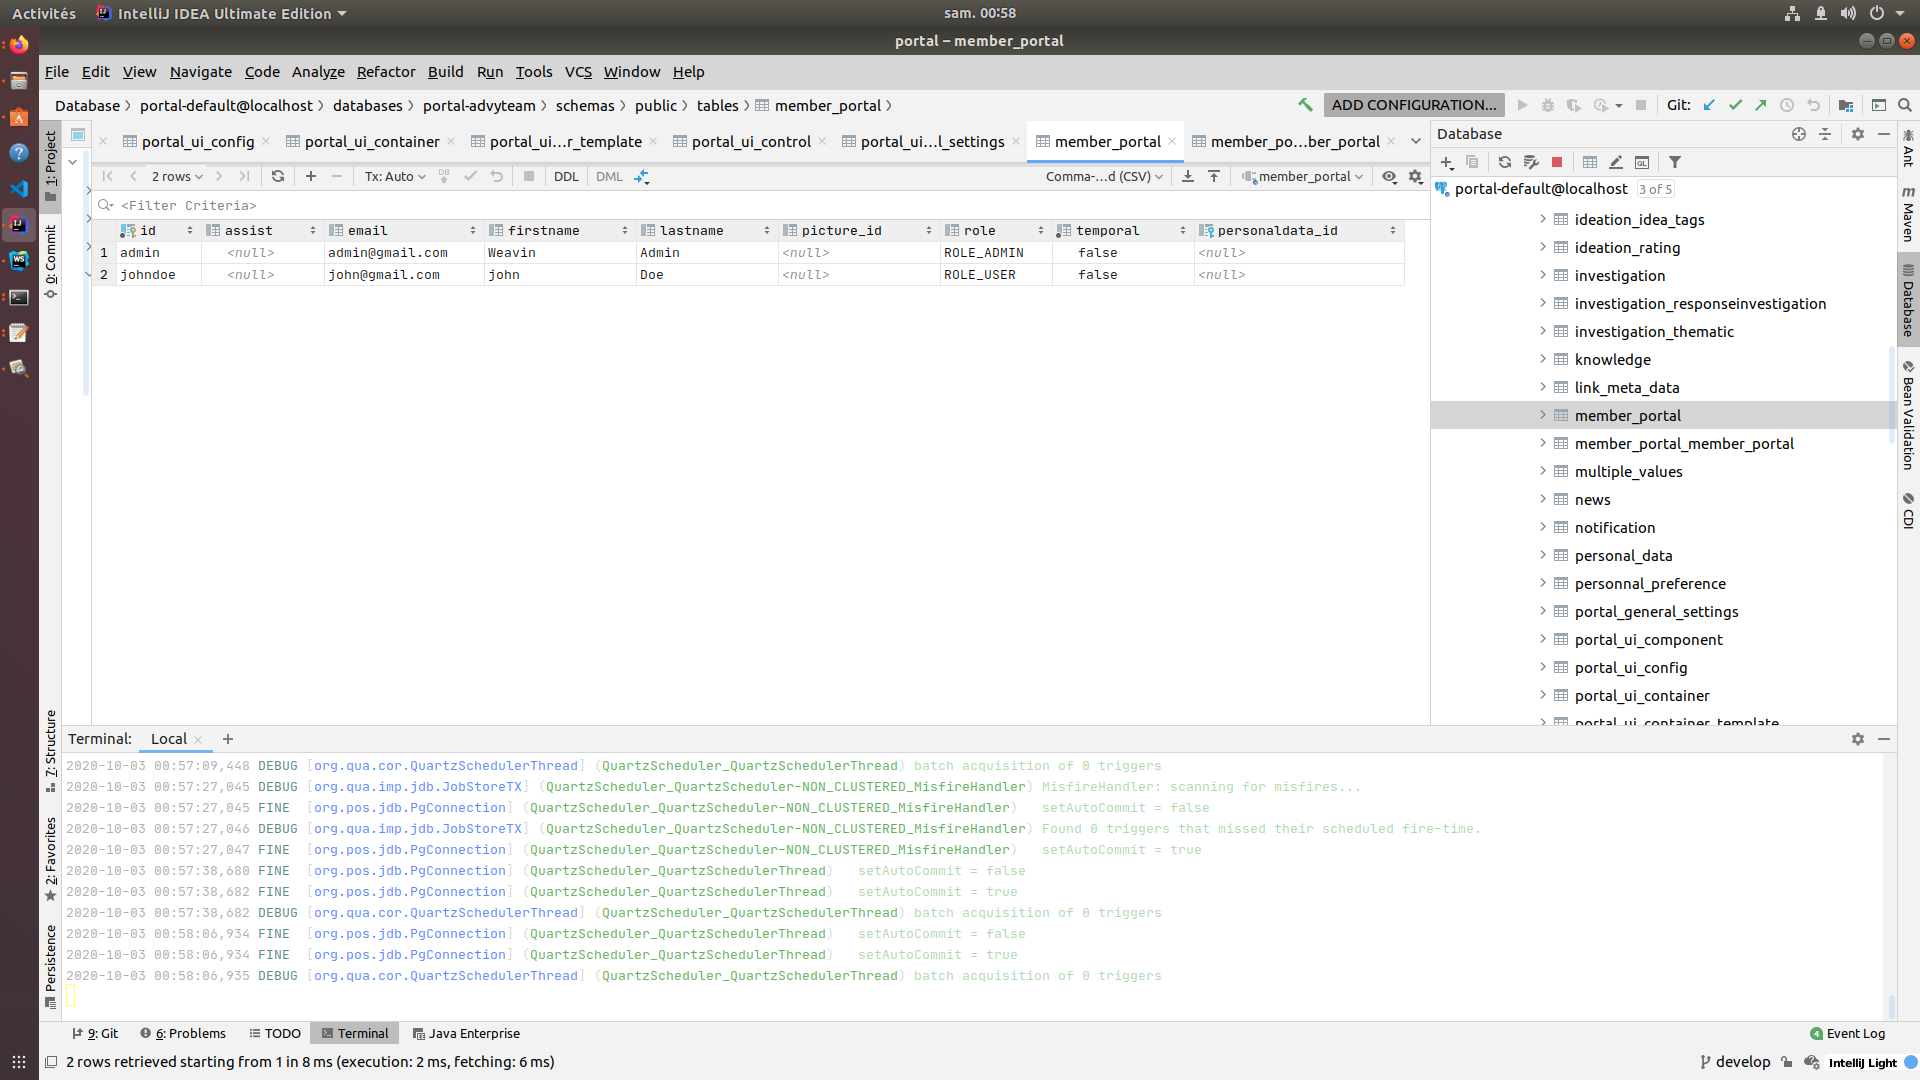 Activités IntelliJ IDEA Ultimate Edition sam. 00:58
portal – member_portal
File Edit View Navigate Code Analyze Refactor Build Run Tools VCS Window Help
Database portal-default@localhost databases portal-advyteam schemas public tables member_portal ADD CONFIGURATION... Git:
portal_ui_config portal_ui_container portal_ui...r_template portal_ui_control portal_ui...l_settings member_portal member_po...ber_portal
2 rows Tx: Auto DB DDL DML Comma-...d (CSV) member_portal
<Filter Criteria>
id assist email firstname lastname picture_id role temporal personaldata_id
1 admin <null> admin@gmail.com Weavin Admin <null> ROLE_ADMIN false <null>
2 johndoe <null> john@gmail.com john Doe <null> ROLE_USER false <null>
Database
portal-default@localhost 3 of 5
ideation_idea_tags
ideation_rating
investigation
investigation_responseinvestigation
investigation_thematic
knowledge
link_meta_data
member_portal
member_portal_member_portal
multiple_values
news
notification
personal_data
personnal_preference
portal_general_settings
portal_ui_component
portal_ui_config
portal_ui_container
portal_ui_container_template
1: Project
0: Commit
7: Structure
2: Favorites
Persistence
Ant
Maven
Database
Bean Validation
CDI
Terminal: Local
2020-10-03 00:57:09,448 DEBUG [org.qua.cor.QuartzSchedulerThread] (QuartzScheduler_QuartzSchedulerThread) batch acquisition of 0 triggers
2020-10-03 00:57:27,045 DEBUG [org.qua.imp.jdb.JobStoreTX] (QuartzScheduler_QuartzScheduler-NON_CLUSTERED_MisfireHandler) MisfireHandler: scanning for misfires...
2020-10-03 00:57:27,045 FINE [org.pos.jdb.PgConnection] (QuartzScheduler_QuartzScheduler-NON_CLUSTERED_MisfireHandler) setAutoCommit = false
2020-10-03 00:57:27,046 DEBUG [org.qua.imp.jdb.JobStoreTX] (QuartzScheduler_QuartzScheduler-NON_CLUSTERED_MisfireHandler) Found 0 triggers that missed their scheduled fire-time.
2020-10-03 00:57:27,047 FINE [org.pos.jdb.PgConnection] (QuartzScheduler_QuartzScheduler-NON_CLUSTERED_MisfireHandler) setAutoCommit = true
2020-10-03 00:57:38,680 FINE [org.pos.jdb.PgConnection] (QuartzScheduler_QuartzSchedulerThread) setAutoCommit = false
2020-10-03 00:57:38,682 FINE [org.pos.jdb.PgConnection] (QuartzScheduler_QuartzSchedulerThread) setAutoCommit = true
2020-10-03 00:57:38,682 DEBUG [org.qua.cor.QuartzSchedulerThread] (QuartzScheduler_QuartzSchedulerThread) batch acquisition of 0 triggers
2020-10-03 00:58:06,934 FINE [org.pos.jdb.PgConnection] (QuartzScheduler_QuartzSchedulerThread) setAutoCommit = false
2020-10-03 00:58:06,934 FINE [org.pos.jdb.PgConnection] (QuartzScheduler_QuartzSchedulerThread) setAutoCommit = true
2020-10-03 00:58:06,935 DEBUG [org.qua.cor.QuartzSchedulerThread] (QuartzScheduler_QuartzSchedulerThread) batch acquisition of 0 triggers
9: Git 6: Problems TODO Terminal Java Enterprise 4 Event Log
2 rows retrieved starting from 1 in 8 ms (execution: 2 ms, fetching: 6 ms) develop IntelliJ Light